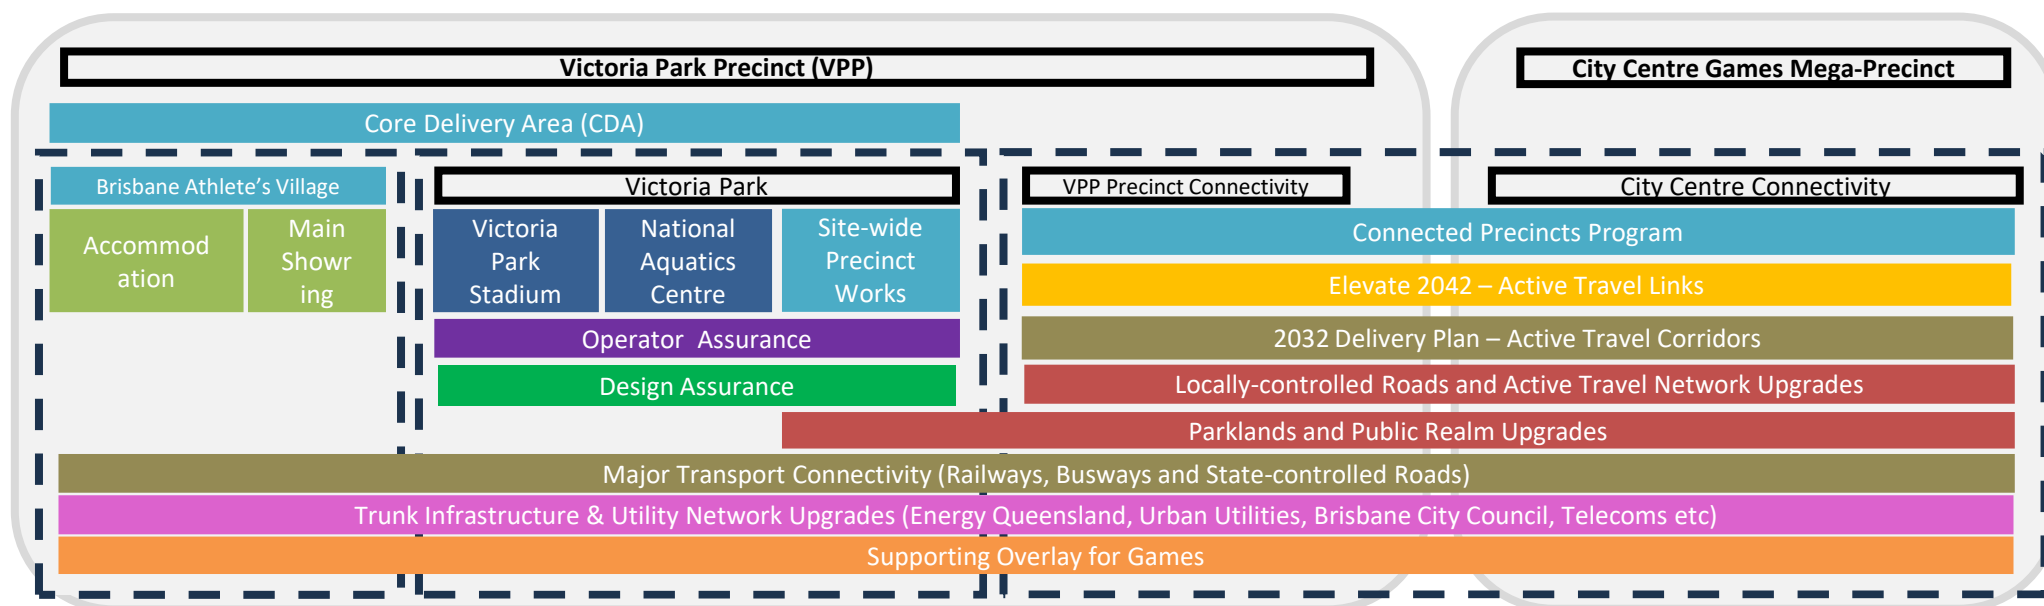 Victoria Park Precinct (VPP)
City Centre Games Mega-Precinct
Core Delivery Area (CDA)
Brisbane Athlete’s Village
Victoria Park
VPP Precinct Connectivity
City Centre Connectivity
Accommod
ation
Main
Showr
ing
Victoria
Park
Stadium
National
Aquatics
Centre
Site-wide
Precinct
Works
Connected Precincts Program
Elevate 2042 – Active Travel Links
Operator Assurance
2032 Delivery Plan – Active Travel Corridors
Design Assurance
Locally-controlled Roads and Active Travel Network Upgrades
Parklands and Public Realm Upgrades
Major Transport Connectivity (Railways, Busways and State-controlled Roads)
Trunk Infrastructure & Utility Network Upgrades (Energy Queensland, Urban Utilities, Brisbane City Council, Telecoms etc)
Supporting Overlay for Games